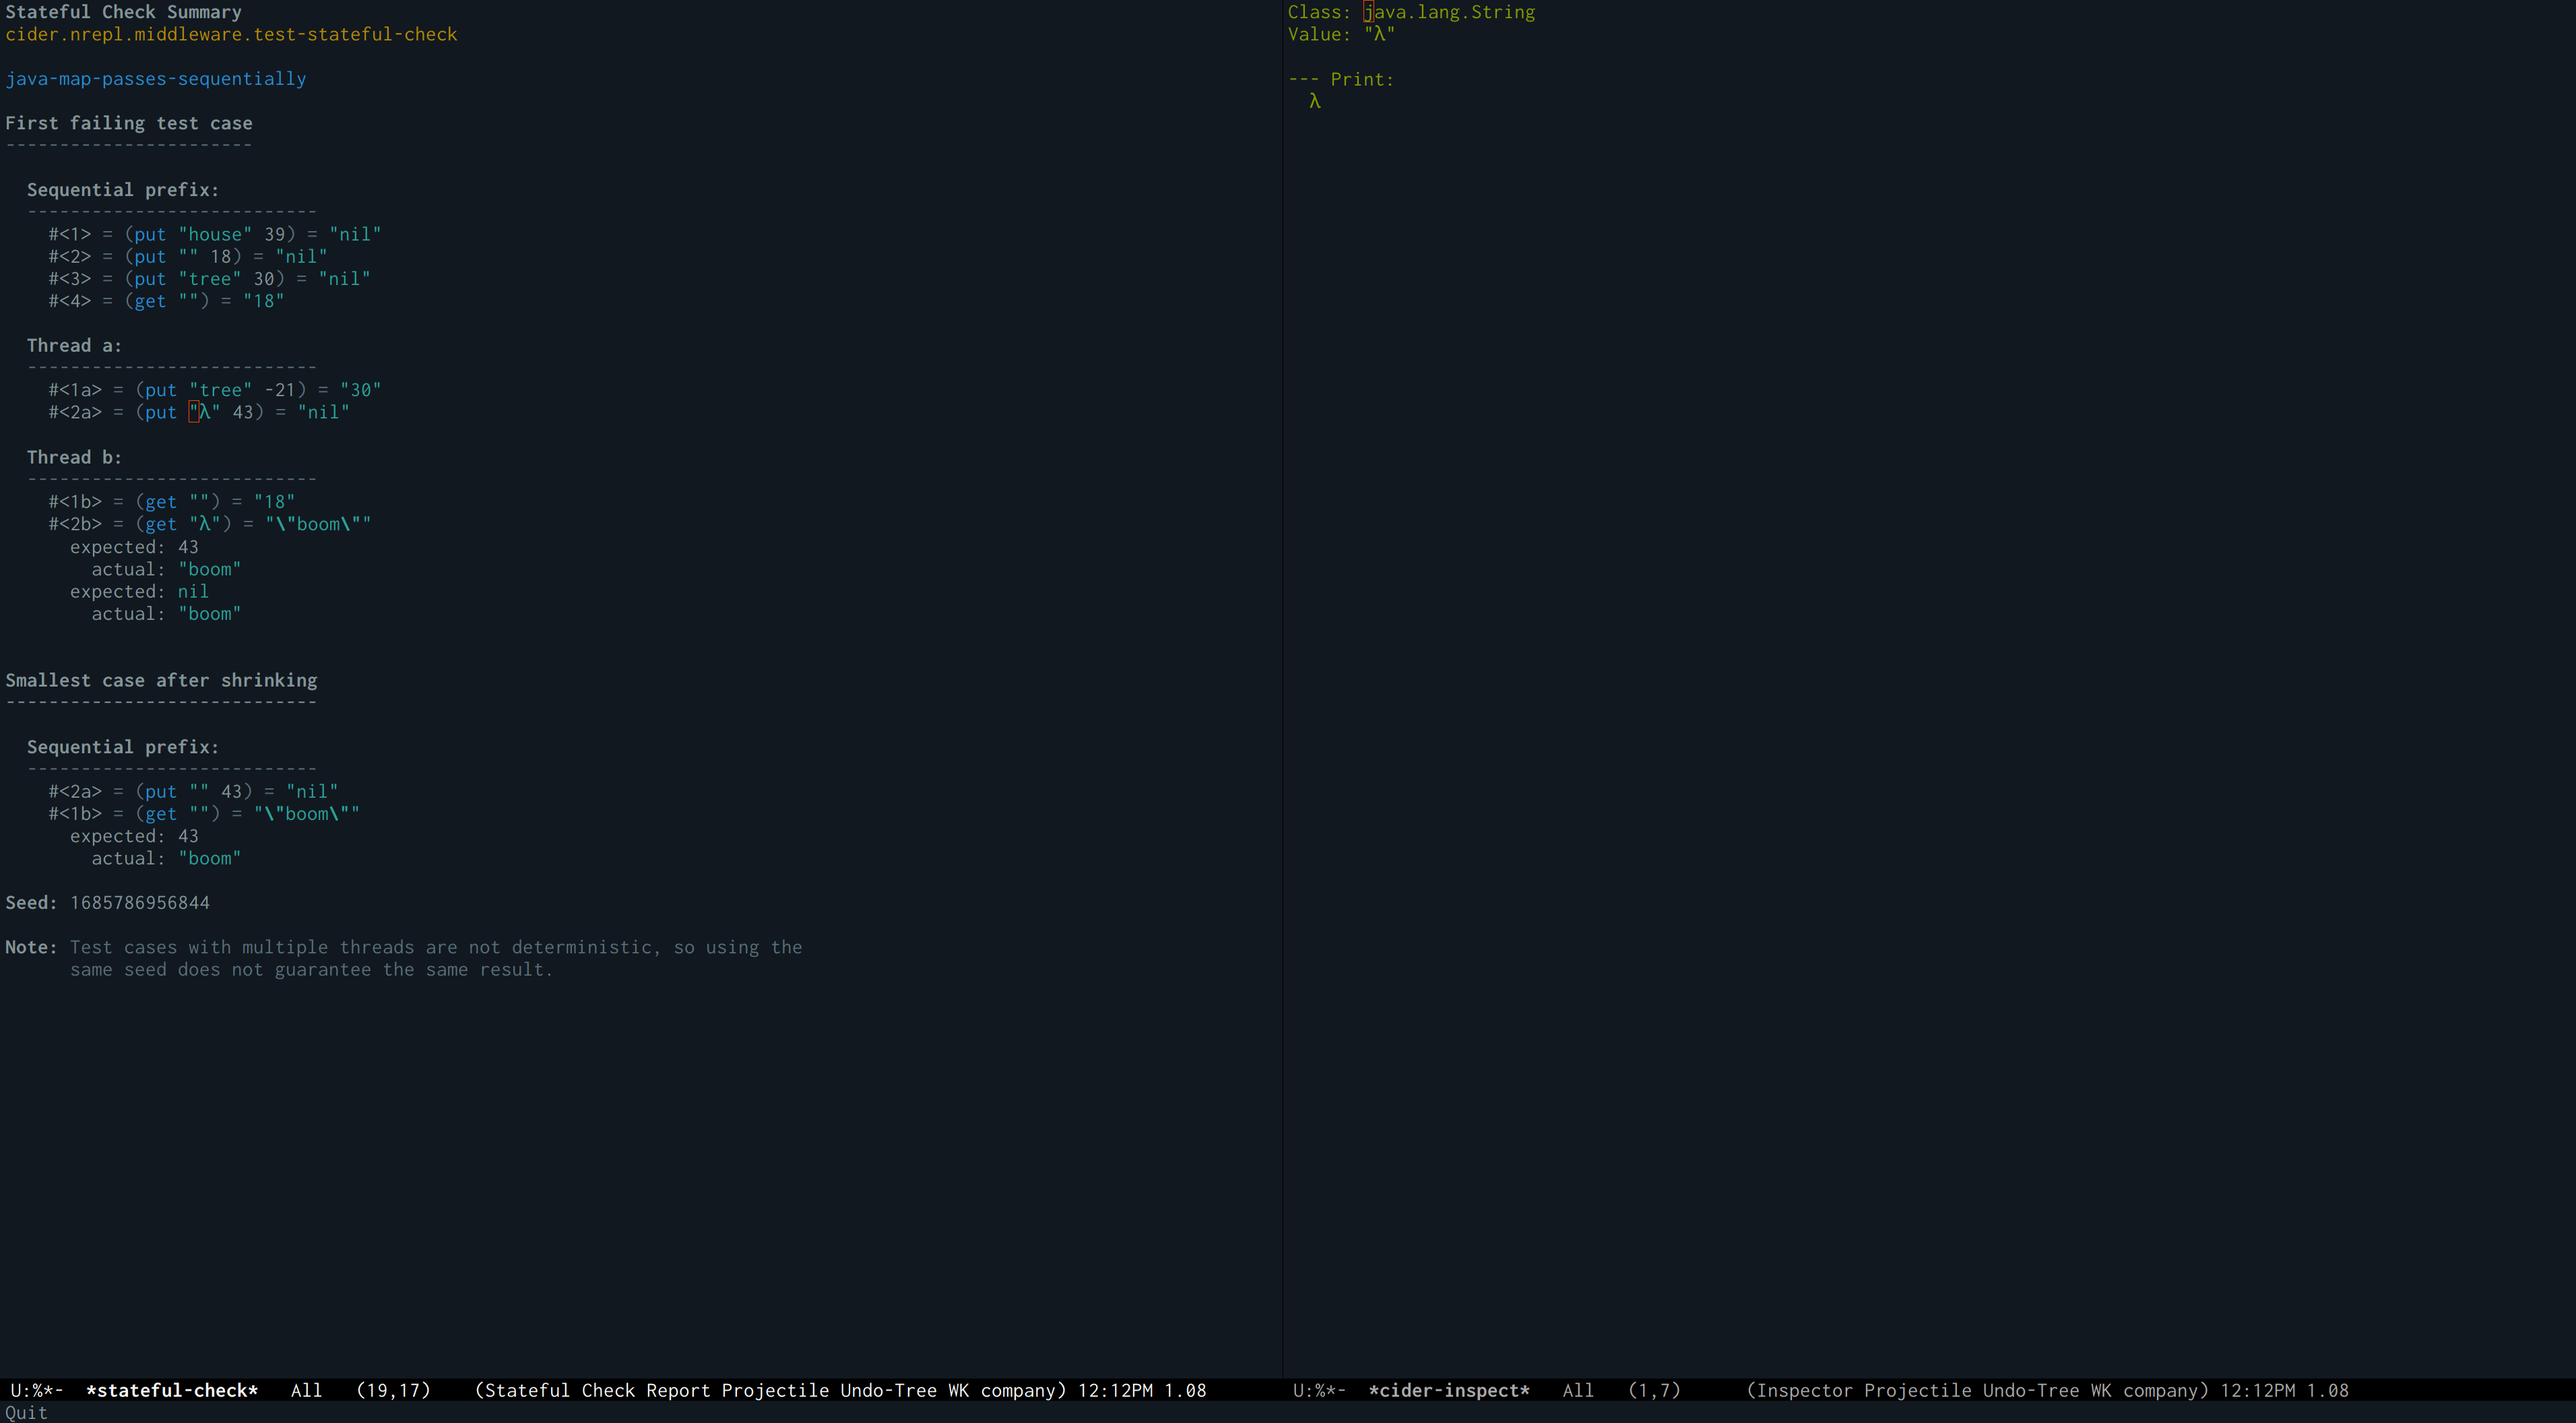 Stateful Check Summary
cider.nrepl.middleware.test-stateful-check
java-map-passes-sequentially
First failing test case
-----------------------
Sequential prefix:
---------------------------
#<1> = (put "house" 39) = "nil"
#<2> = (put "" 18) = "nil"
#<3> = (put "tree" 30) = "nil"
#<4> = (get "") = "18"
Thread a:
---------------------------
#<1a> = (put "tree" -21) = "30"
#<2a> = (put "λ" 43) = "nil"
Thread b:
---------------------------
#<1b> = (get "") = "18"
#<2b> = (get "λ") = "\"boom\""
expected: 43
actual: "boom"
expected: nil
actual: "boom"
Smallest case after shrinking
-----------------------------
Sequential prefix:
---------------------------
#<2a> = (put "" 43) = "nil"
#<1b> = (get "") = "\"boom\""
expected: 43
actual: "boom"
Seed: 1685786956844
Note: Test cases with multiple threads are not deterministic, so using the
same seed does not guarantee the same result.
U:%*-  *stateful-check*   All   (19,17)    (Stateful Check Report Projectile Undo-Tree WK company) 12:12PM 1.08
Class: java.lang.String
Value: "λ"
--- Print:
λ
U:%*-  *cider-inspect*   All   (1,7)      (Inspector Projectile Undo-Tree WK company) 12:12PM 1.08
Quit